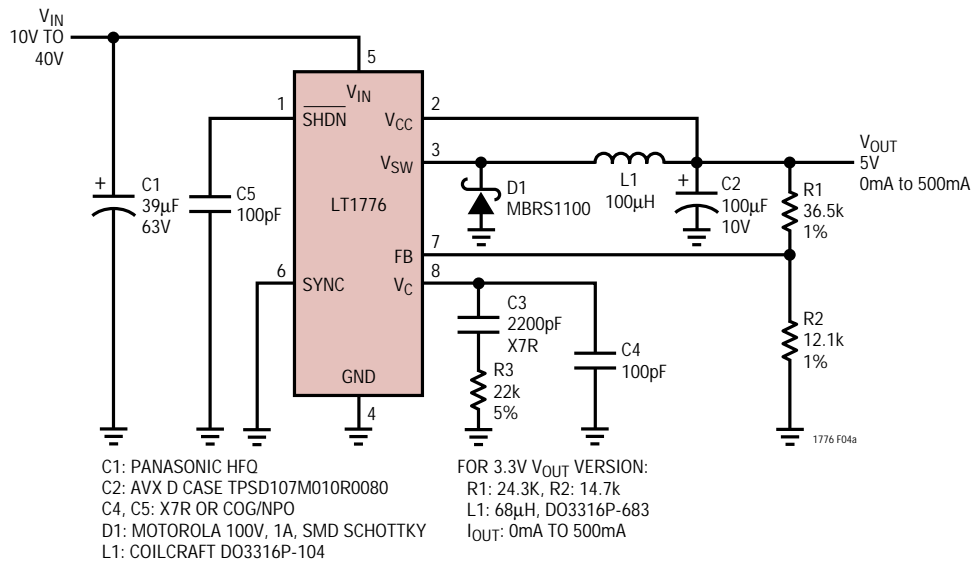 VIN
10V TO
40V
5
VIN
1
SHDN
2
VCC
3
VSW
LT1776
7
FB
6
SYNC
8
VC
GND
4
+
C1
39µF
63V
C5
100pF
D1
MBRS1100
L1
100µH
+
C2
100µF
10V
VOUT
5V
0mA to 500mA
R1
36.5k
1%
R2
12.1k
1%
C3
2200pF
X7R
R3
22k
5%
C4
100pF
1776 F04a
C1: PANASONIC HFQ
C2: AVX D CASE TPSD107M010R0080
C4, C5: X7R OR COG/NPO
D1: MOTOROLA 100V, 1A, SMD SCHOTTKY
L1: COILCRAFT DO3316P-104
FOR 3.3V VOUT VERSION:
R1: 24.3K, R2: 14.7k
L1: 68µH, DO3316P-683
IOUT: 0mA TO 500mA